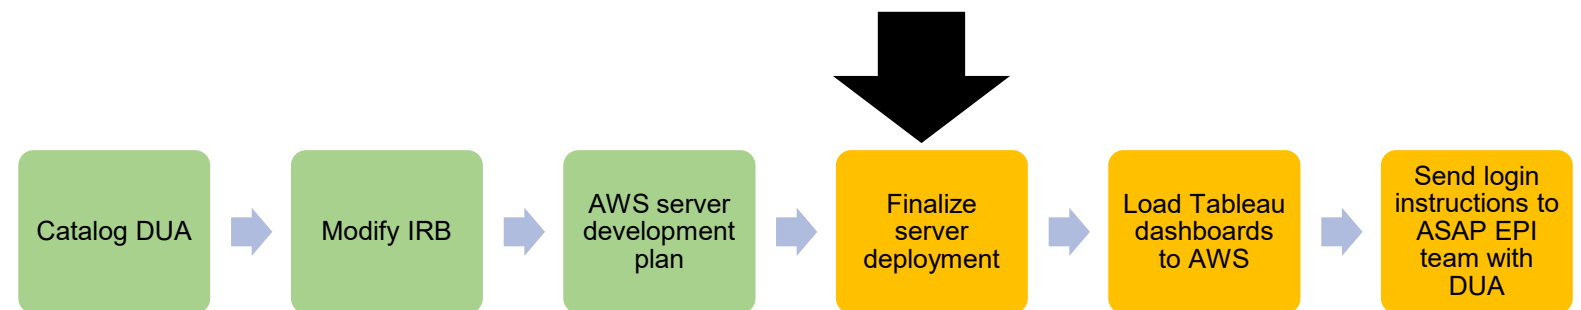 Catalog DUA
Modify IRB
AWS server
development
plan
Finalize
server
deployment
Load Tableau
dashboards
to AWS
Send login
instructions to
ASAP EPI
team with
DUA